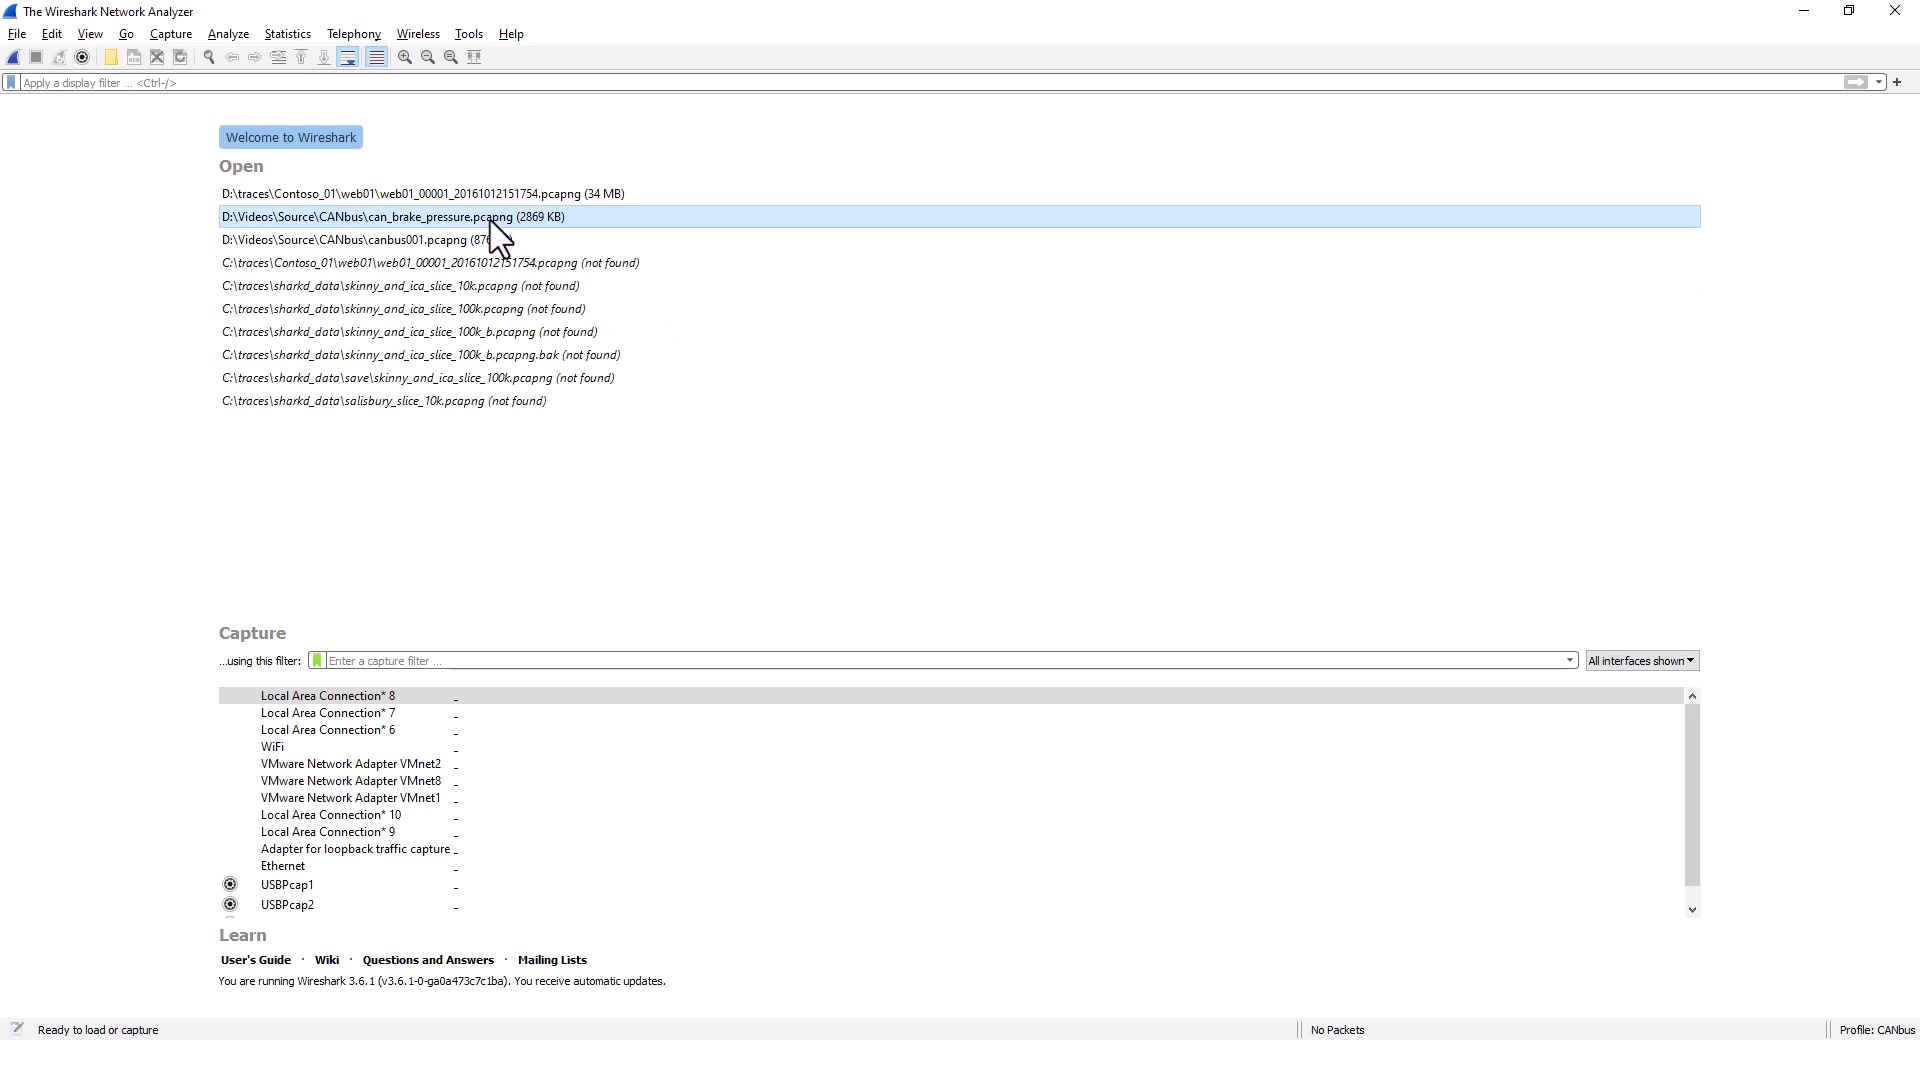 The Wireshark Network Analyzer
File Edit View Go Capture Analyze Statistics Telephony Wireless Tools Help
Apply a display filter ... <Ctrl-/>
Welcome to Wireshark
Open
D:\traces\Contoso_01\web01\web01_00001_20161012151754.pcapng (34 MB)
D:\Videos\Source\CANbus\can_brake_pressure.pcapng (2869 KB)
D:\Videos\Source\CANbus\canbus001.pcapng
C:\traces\Contoso_01\web01\web01_00001_20161012151754.pcapng (not found)
C:\traces\sharkd_data\skinny_and_ica_slice_10k.pcapng (not found)
C:\traces\sharkd_data\skinny_and_ica_slice_100k.pcapng (not found)
C:\traces\sharkd_data\skinny_and_ica_slice_100k_b.pcapng (not found)
C:\traces\sharkd_data\skinny_and_ica_slice_100k_b.pcapng.bak (not found)
C:\traces\sharkd_data\save\skinny_and_ica_slice_100k.pcapng (not found)
C:\traces\sharkd_data\salisbury_slice_10k.pcapng (not found)
Capture
...using this filter: Enter a capture filter ... All interfaces shown
Local Area Connection* 8
Local Area Connection* 7
Local Area Connection* 6
WiFi
VMware Network Adapter VMnet2
VMware Network Adapter VMnet8
VMware Network Adapter VMnet1
Local Area Connection* 10
Local Area Connection* 9
Adapter for loopback traffic capture
Ethernet
USBPcap1
USBPcap2
Learn
User's Guide · Wiki · Questions and Answers · Mailing Lists
You are running Wireshark 3.6.1 (v3.6.1-0-ga0a473c7c1ba). You receive automatic updates.
Ready to load or capture No Packets Profile: CANbus